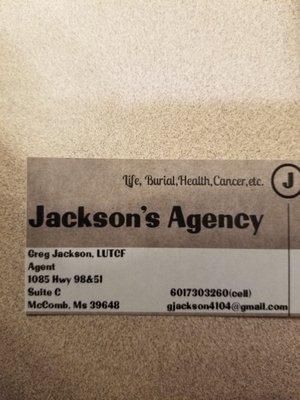 Life, Burial,Health,Cancer,etc.
J
Jackson's Agency
Greg Jackson, LUTCF
Agent
1085 Hwy 98&51
Suite C 6017303260(cell)
McComb, Ms 39648 gjackson4104@gmail.com